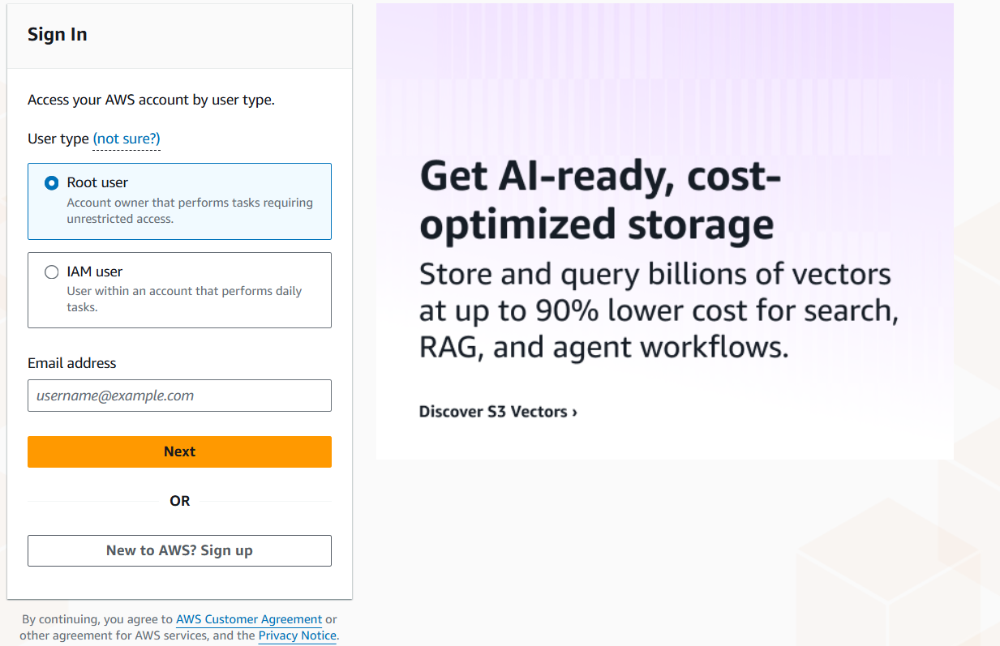 Sign In
Access your AWS account by user type.
User type (not sure?)
Root user
Account owner that performs tasks requiring
unrestricted access.
IAM user
User within an account that performs daily
tasks.
Email address
username@example.com
Next
OR
New to AWS? Sign up
By continuing, you agree to AWS Customer Agreement or
other agreement for AWS services, and the Privacy Notice.
Get AI-ready, cost-
optimized storage
Store and query billions of vectors
at up to 90% lower cost for search,
RAG, and agent workflows.
Discover S3 Vectors ›